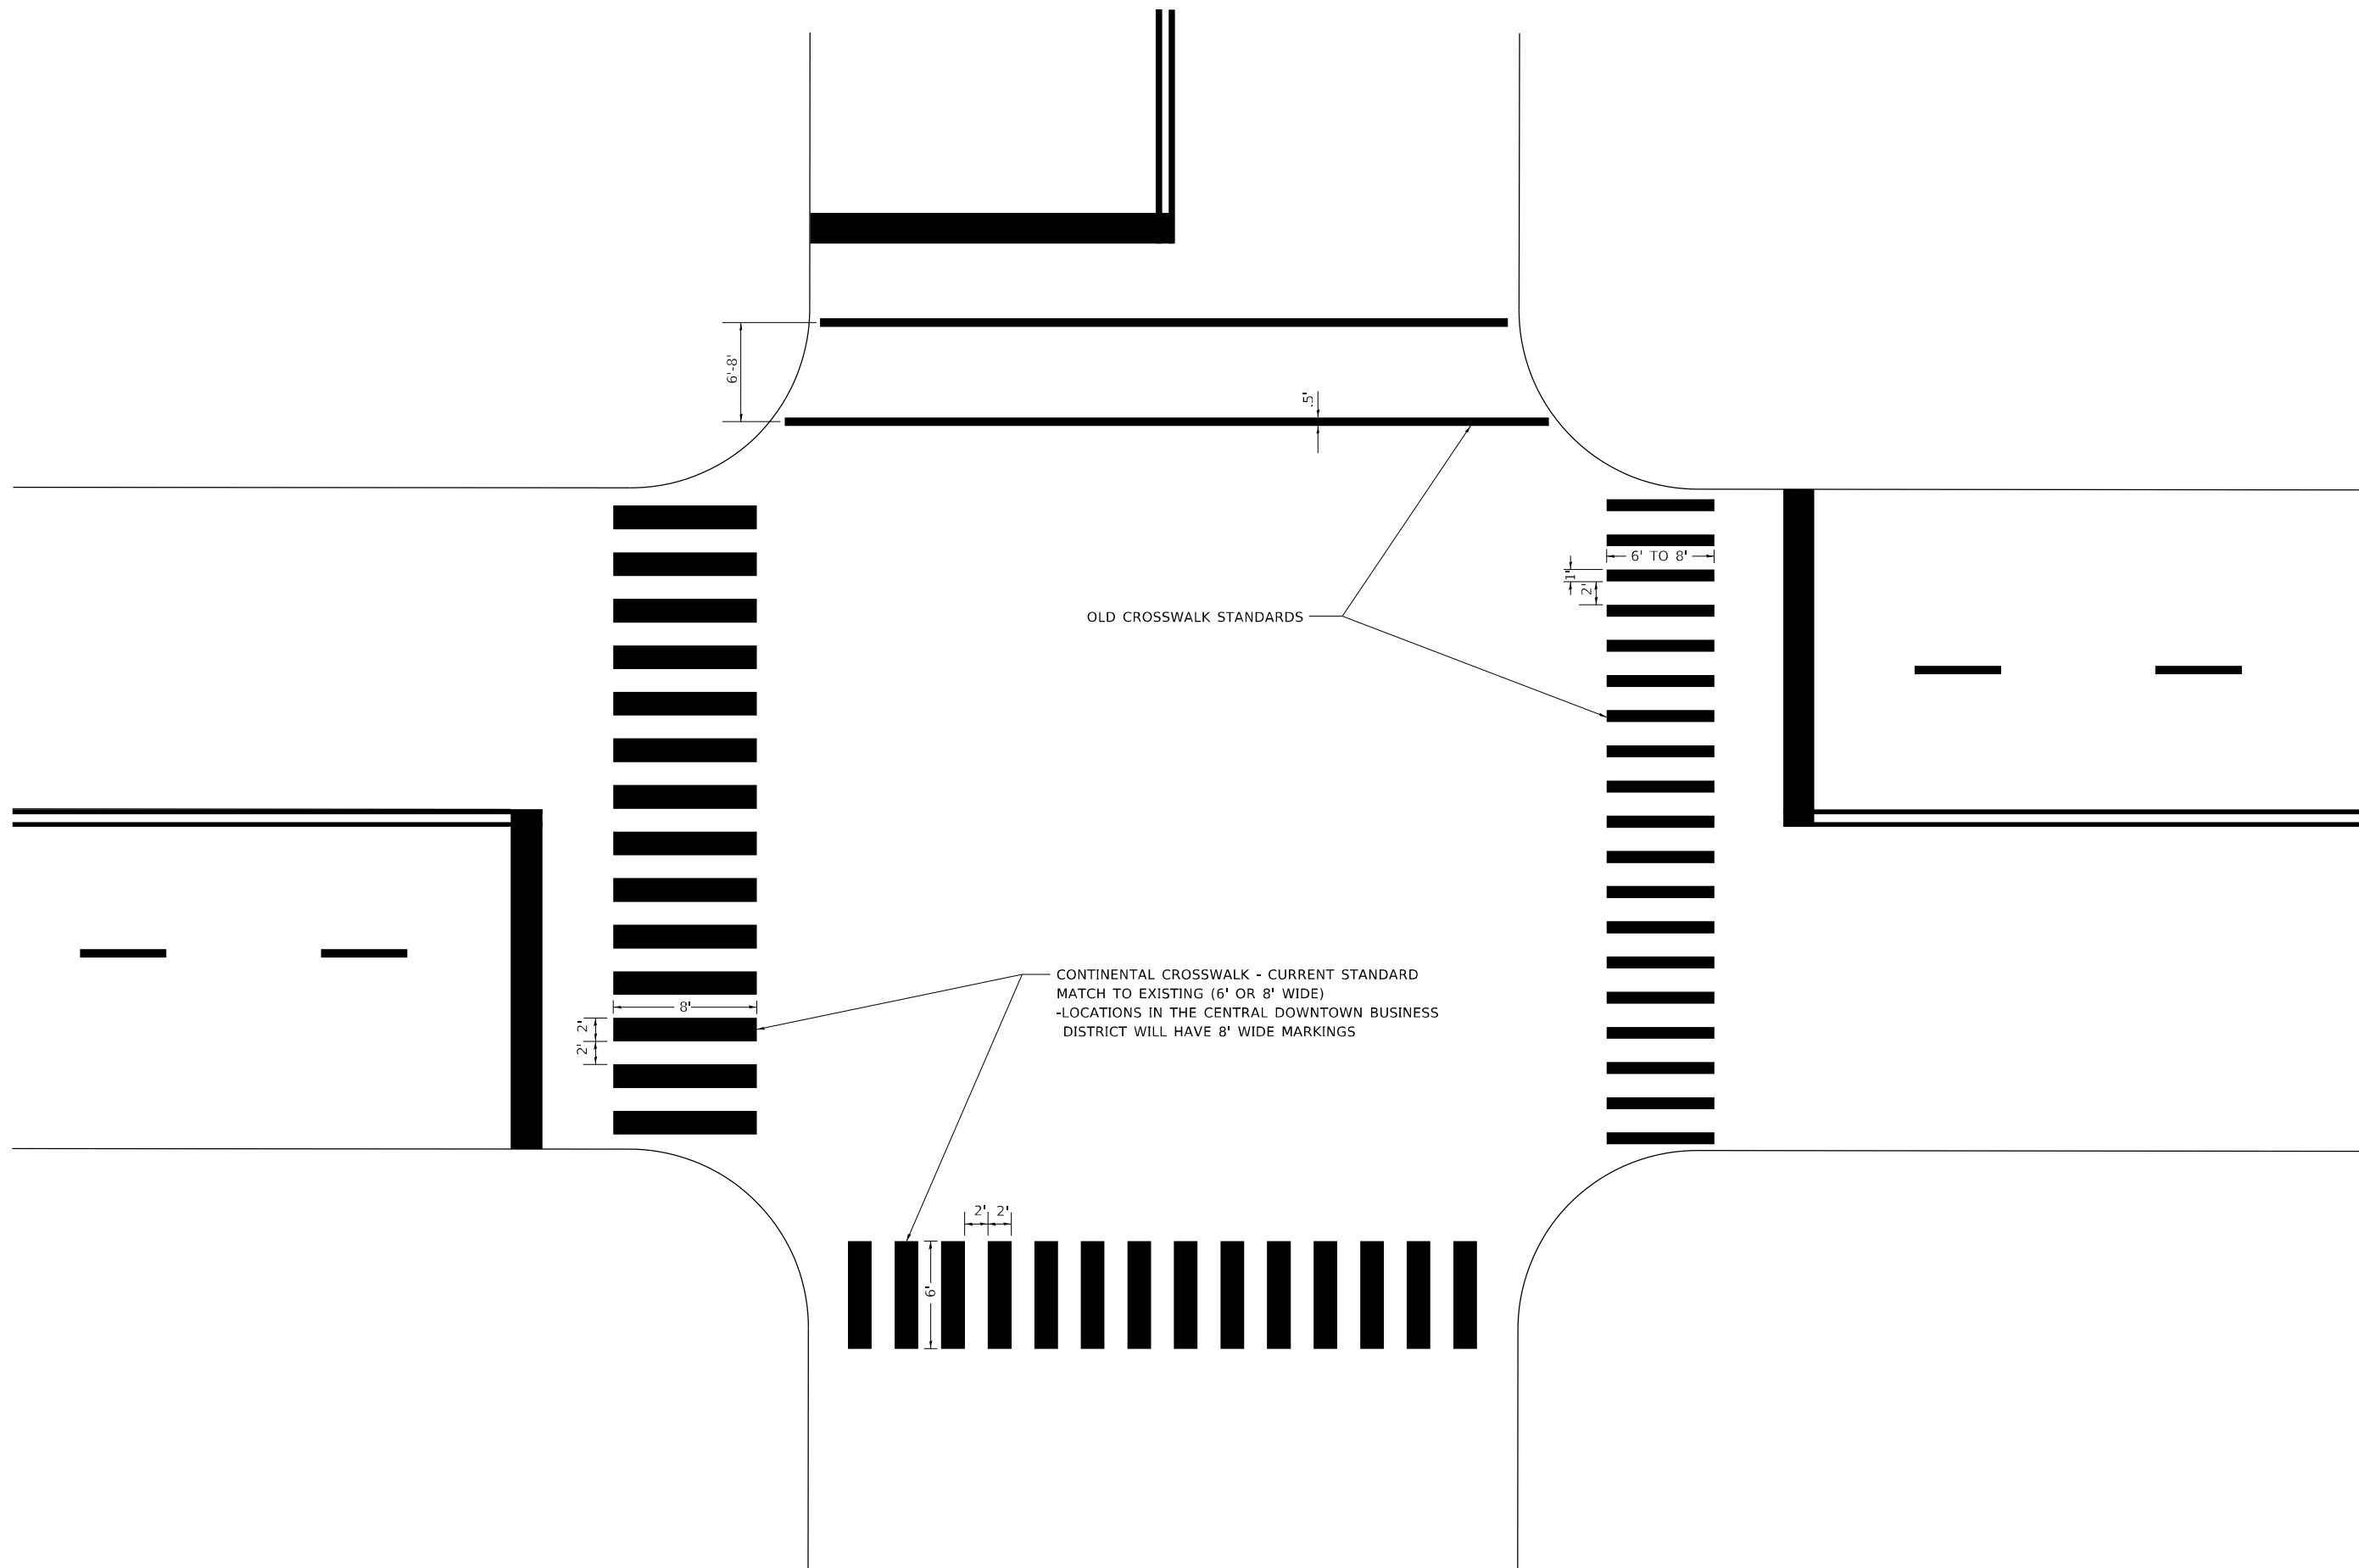 6'-8'
.5'
6' TO 8'
1'
2'
OLD CROSSWALK STANDARDS
CONTINENTAL CROSSWALK - CURRENT STANDARD
MATCH TO EXISTING (6' OR 8' WIDE)
-LOCATIONS IN THE CENTRAL DOWNTOWN BUSINESS
DISTRICT WILL HAVE 8' WIDE MARKINGS
8'
2'
2'
2'
2'
6'